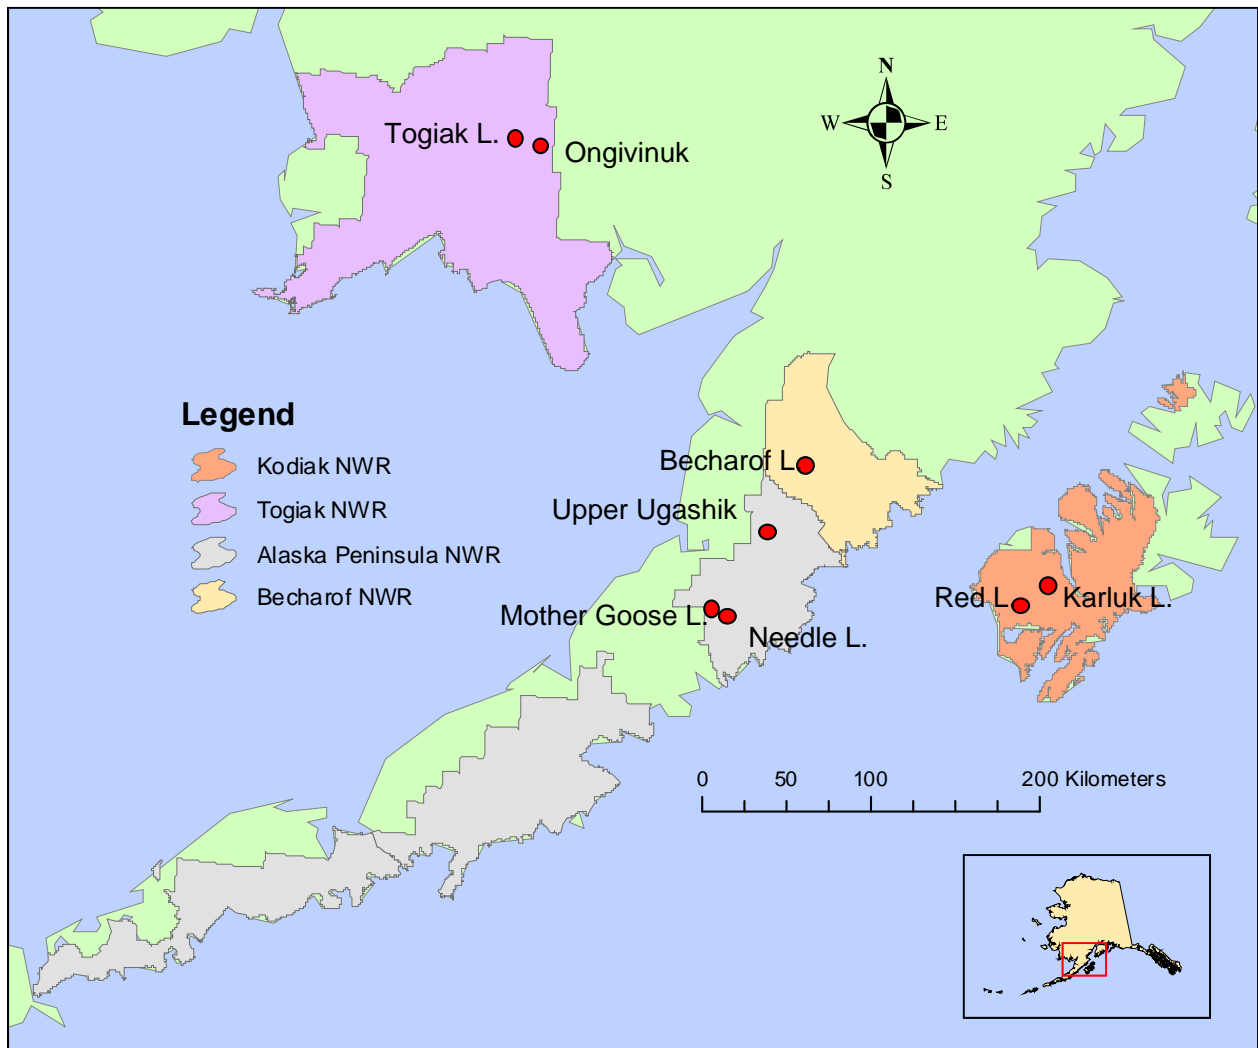 N
W E
S
Togiak L.
Ongivinuk
Legend
Kodiak NWR
Togiak NWR
Alaska Peninsula NWR
Becharof NWR
Becharof L.
Upper Ugashik
Mother Goose L.
Needle L.
Red L.
Karluk L.
0 50 100 200 Kilometers